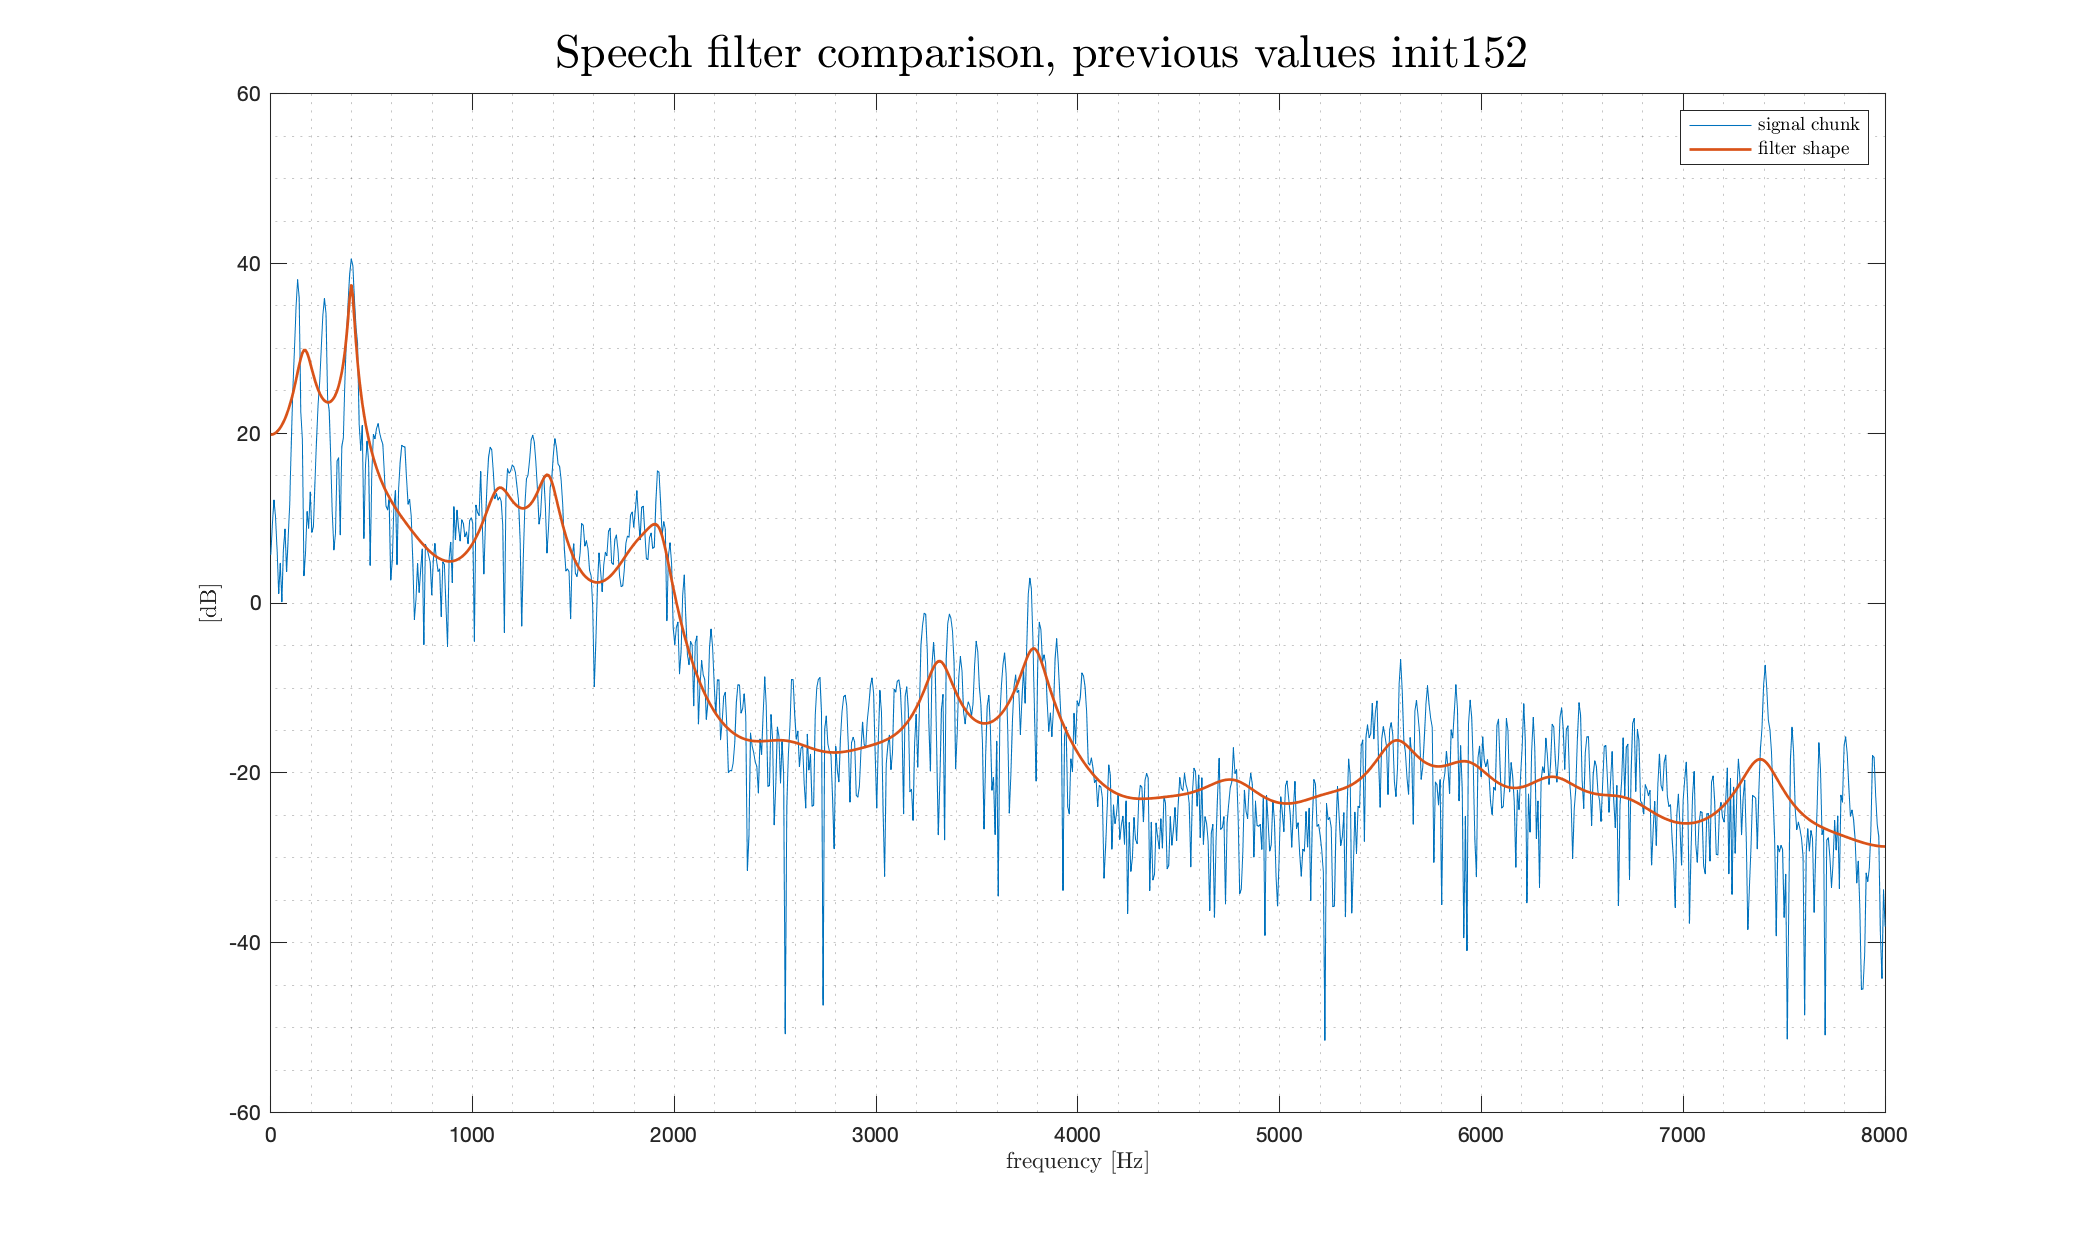 Speech filter comparison, previous values init152
60
signal chunk
filter shape
40
20
[dB]
0
-20
-40
-60
0 1000 2000 3000 4000 5000 6000 7000 8000
frequency [Hz]